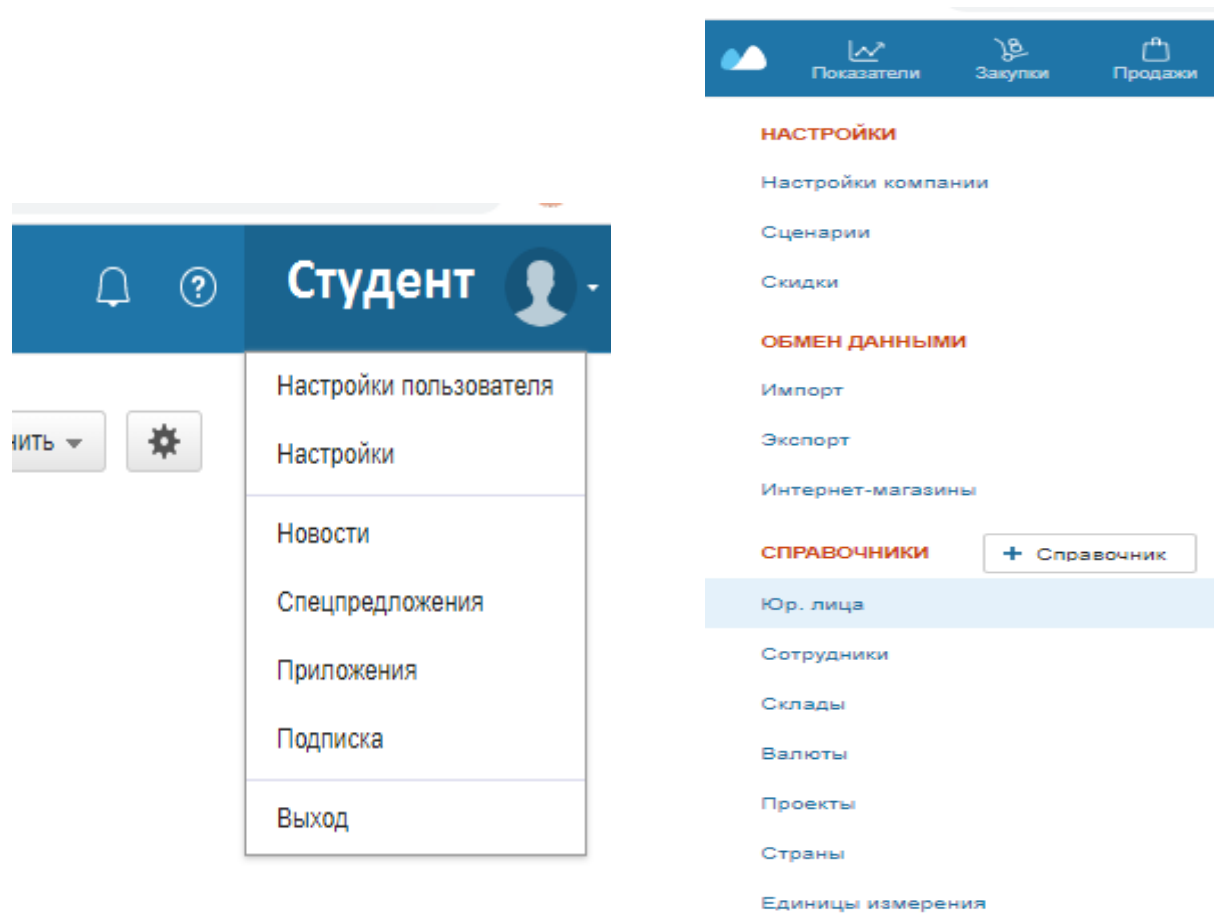 Студент
нить
Настройки пользователя
Настройки
Новости
Спецпредложения
Приложения
Подписка
Выход
Показатели
Закупки
Продажи
НАСТРОЙКИ
Настройки компании
Сценарии
Скидки
ОБМЕН ДАННЫМИ
Импорт
Экспорт
Интернет-магазины
СПРАВОЧНИКИ
+ Справочник
Юр. лица
Сотрудники
Склады
Валюты
Проекты
Страны
Единицы измерения